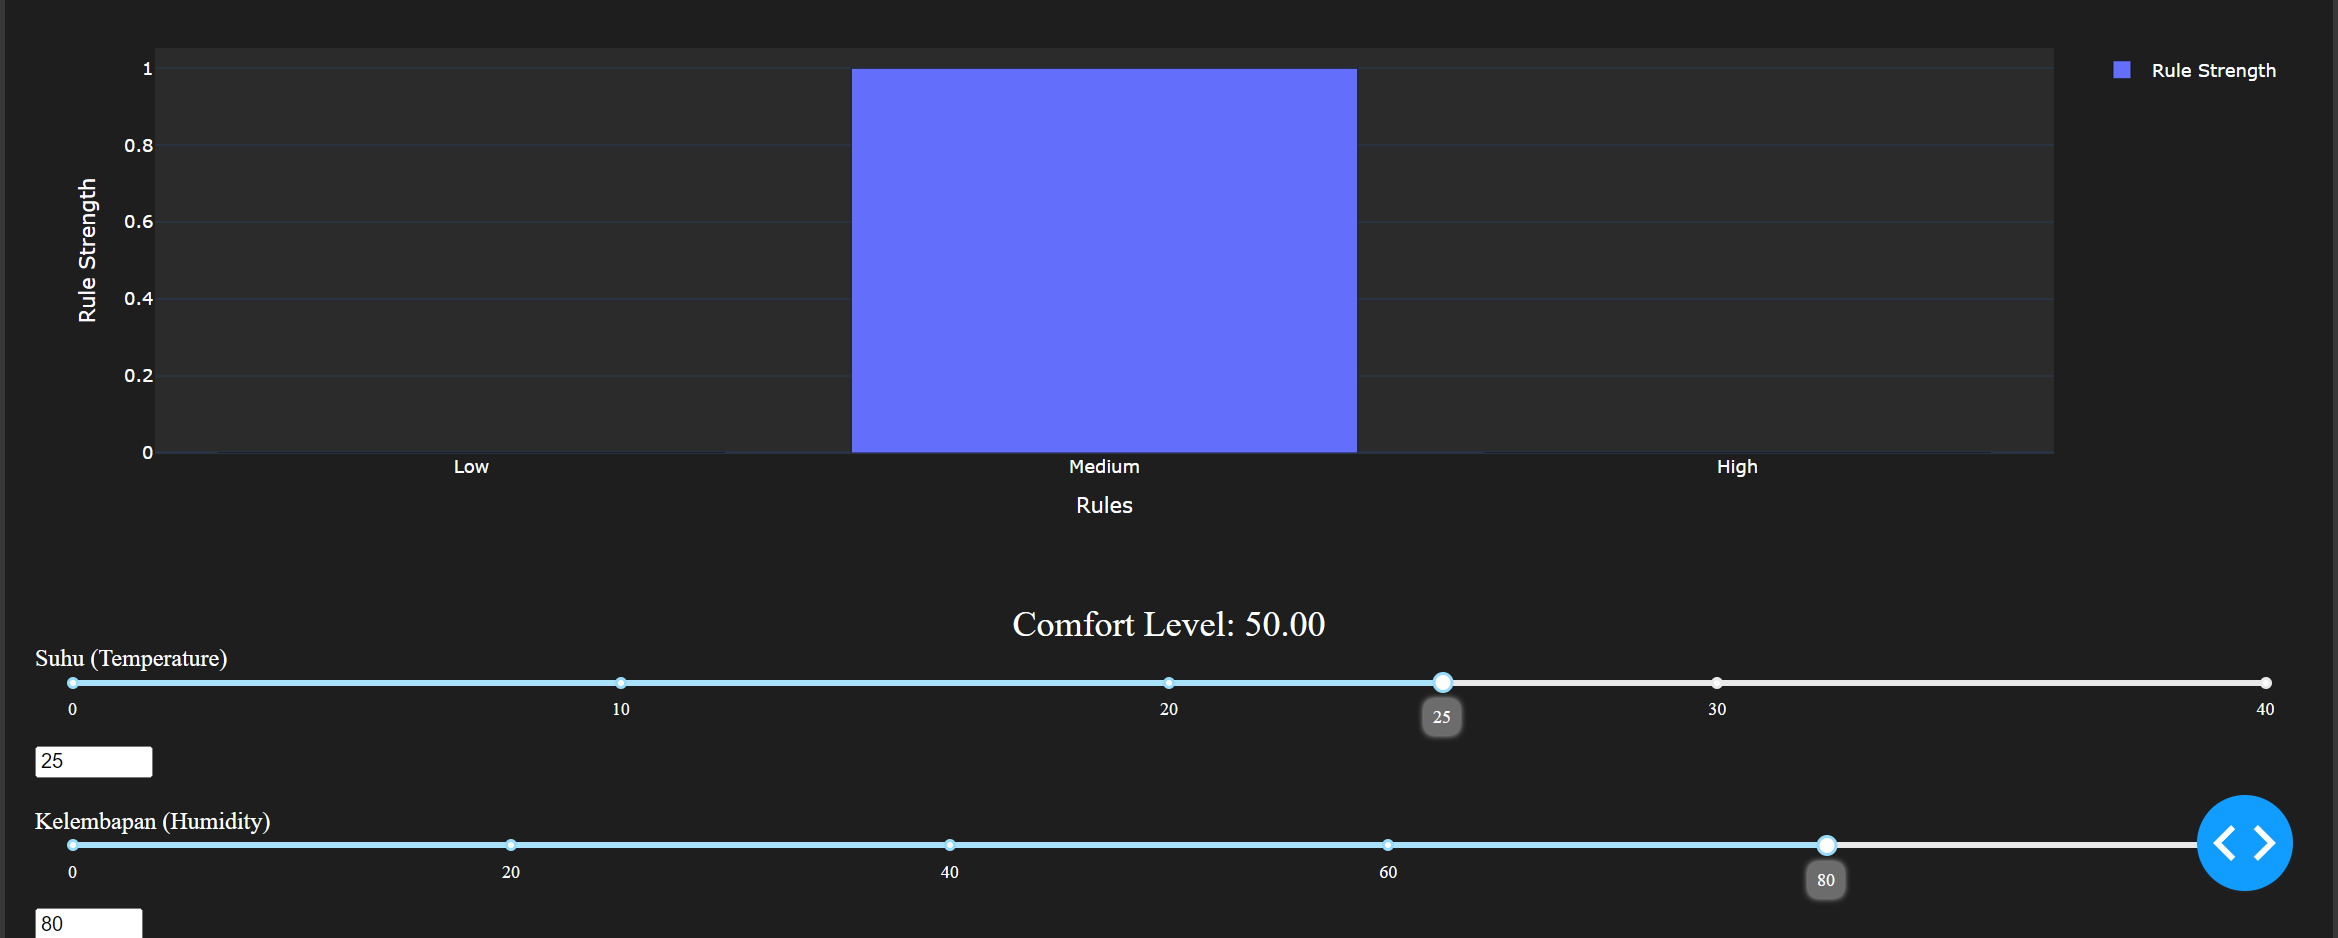 1
0.8
0.6
0.4
0.2
0
Rule Strength
Low Medium High
Rules
Rule Strength
Comfort Level: 50.00
Suhu (Temperature)
0 10 20 25 30 40
25
Kelembapan (Humidity)
0 20 40 60 80
80